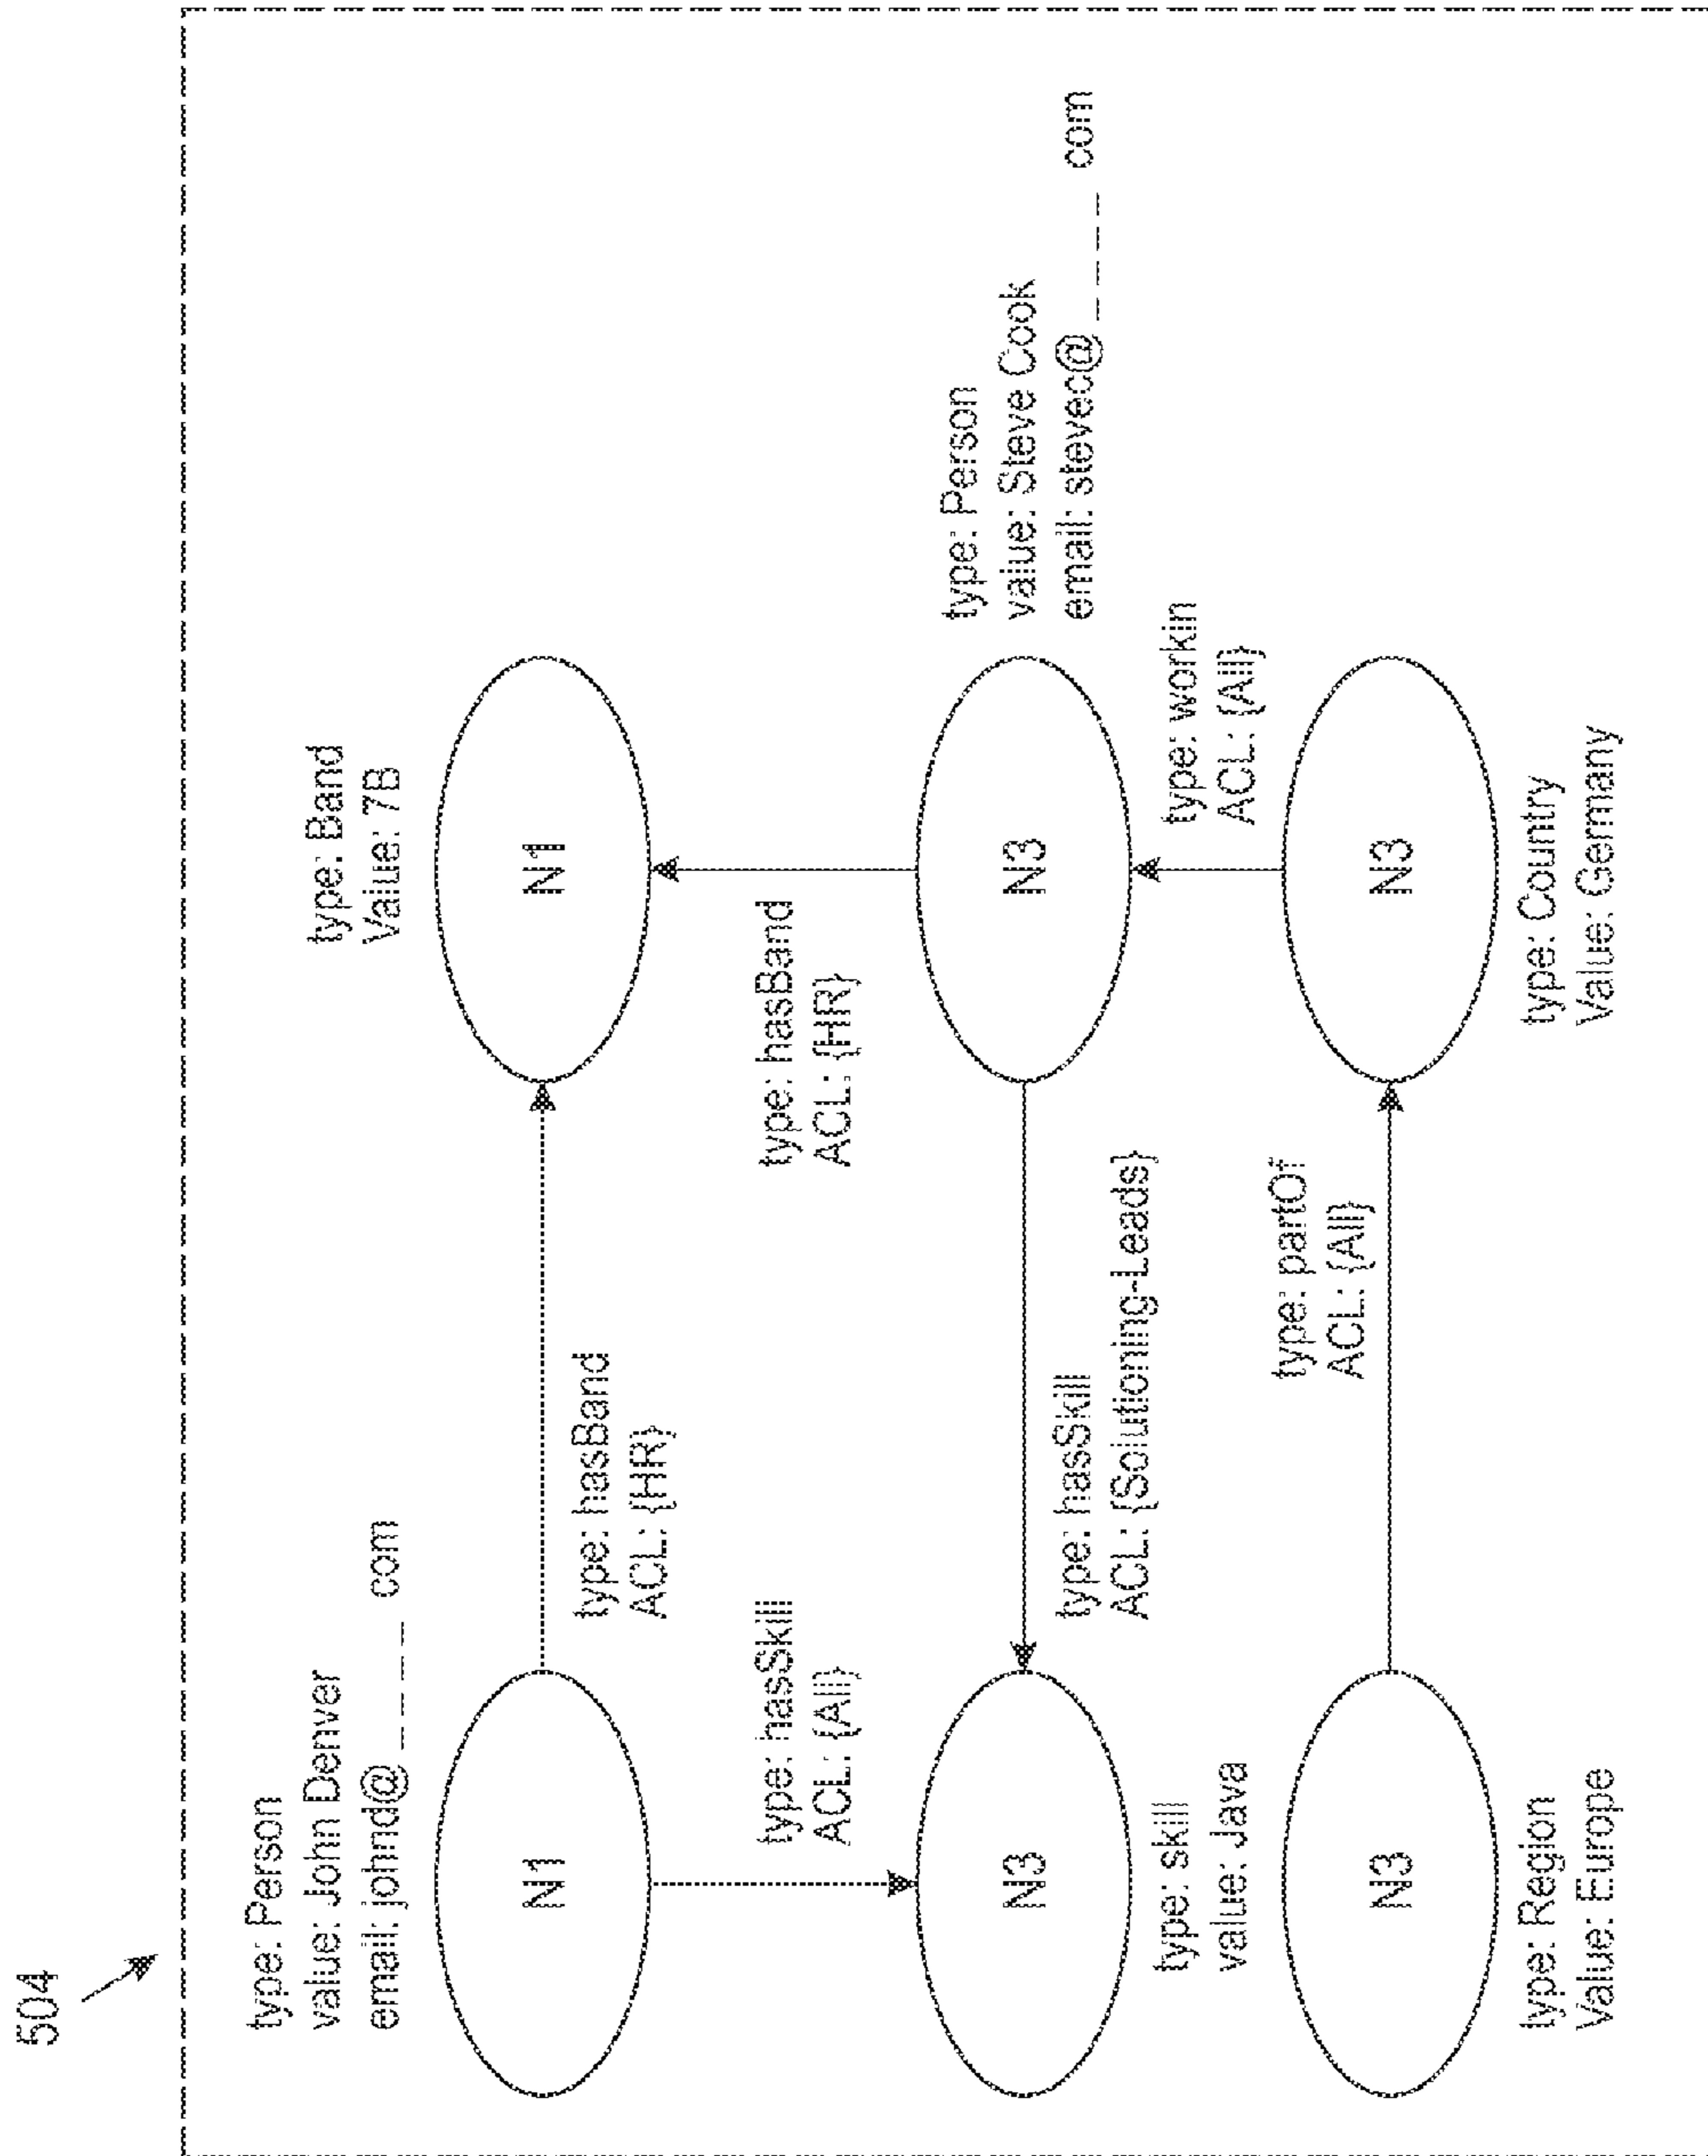 504
type: Person
value: John Denver
email: johnd@_ _ _ _ com
N1
type: hasBand
ACL: {HR}
type: Band
Value: 7B
N1
type: hasSkill
ACL: {All}
type: hasBand
ACL: {HR}
N3
type: skill
value: Java
type: hasSkill
ACL: {Solutioning-Leads}
N3
type: Person
value: Steve Cook
email: stevec@_ _ _ _ com
type: workin
ACL: {All}
N3
type: Region
Value: Europe
type: partOf
ACL: {All}
N3
type: Country
Value: Germany